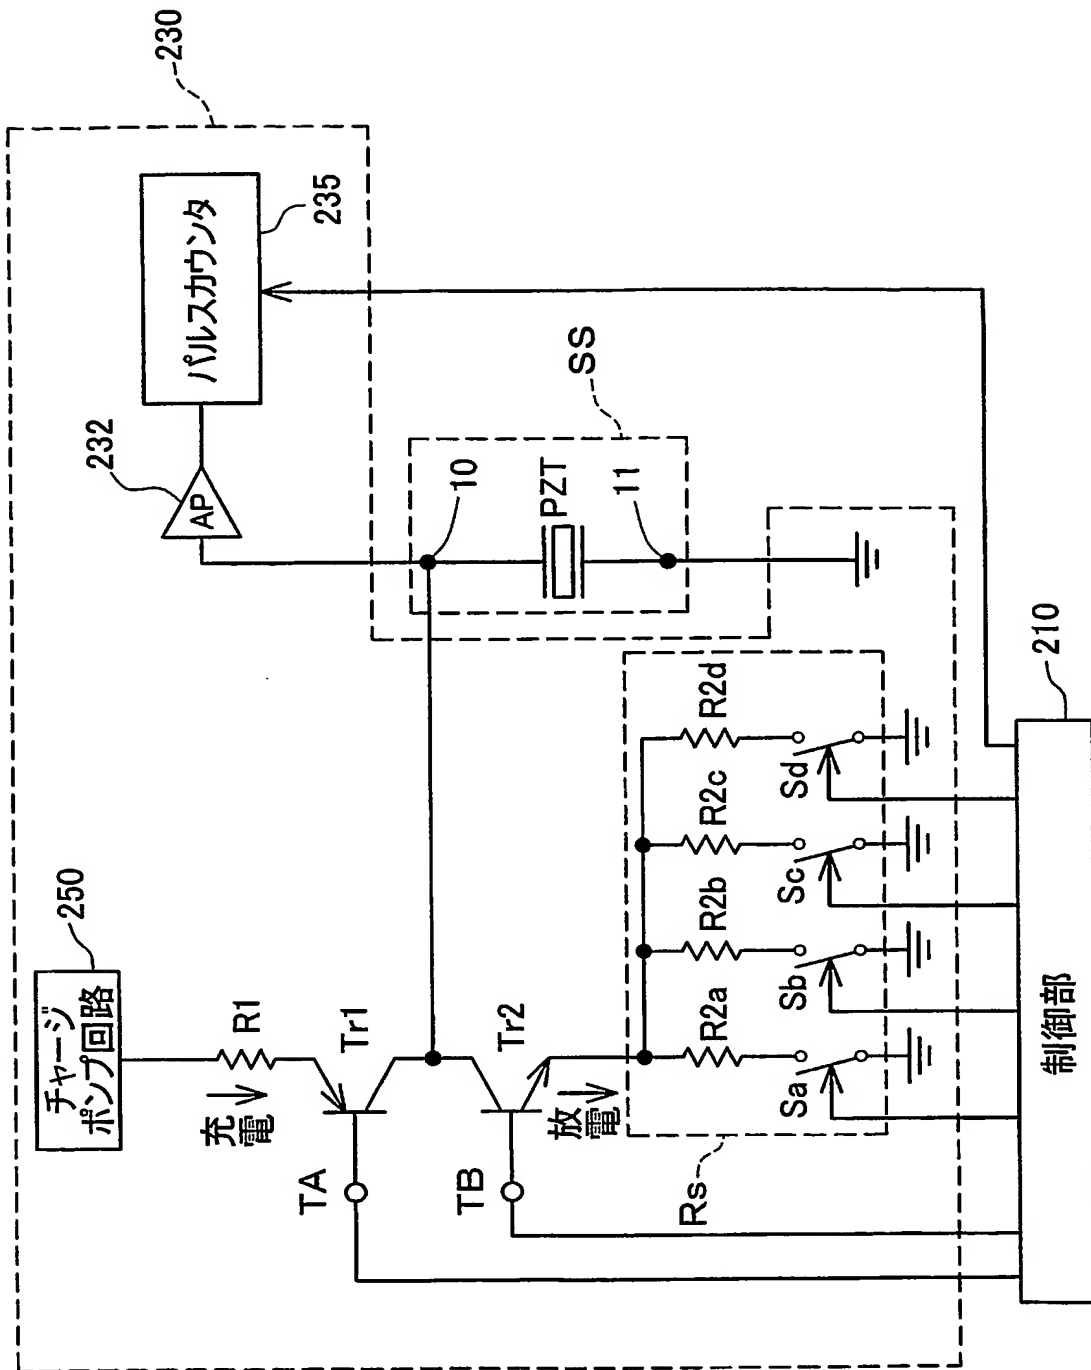 230
パルスカウンタ
235
232
AP
SS
10
PZT
11
250
チャージ
ポンプ回路
R1
充電
Tr1
TA
Tr2
TB
放電
R2a
R2b
R2c
R2d
Sa
Sb
Sc
Sd
Rs
210
制御部